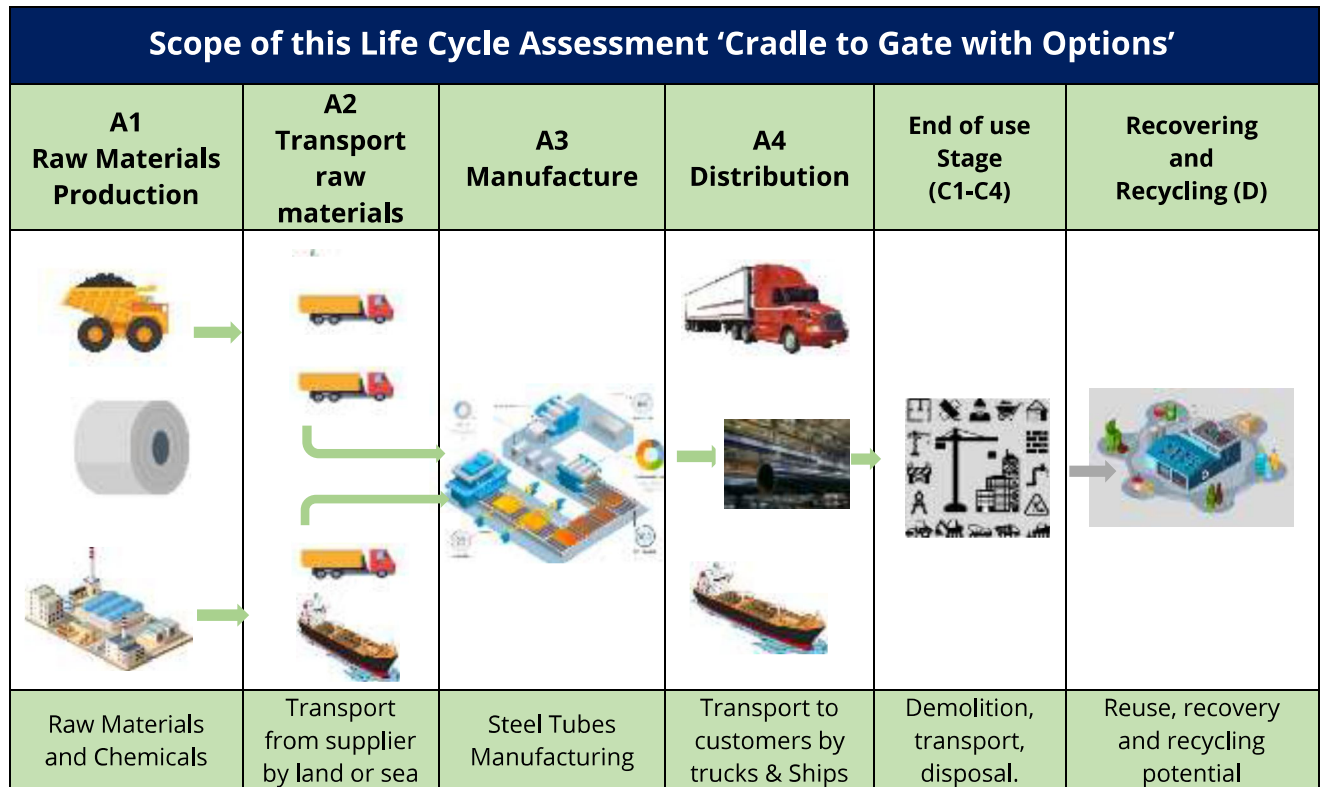 Scope of this Life Cycle Assessment ‘Cradle to Gate with Options’
A1
Raw Materials
Production
A2
Transport
raw
materials
A3
Manufacture
A4
Distribution
End of use
Stage
(C1-C4)
Recovering
and
Recycling (D)
Raw Materials
and Chemicals
Transport
from supplier
by land or sea
Steel Tubes
Manufacturing
Transport to
customers by
trucks & Ships
Demolition,
transport,
disposal.
Reuse, recovery
and recycling
potential